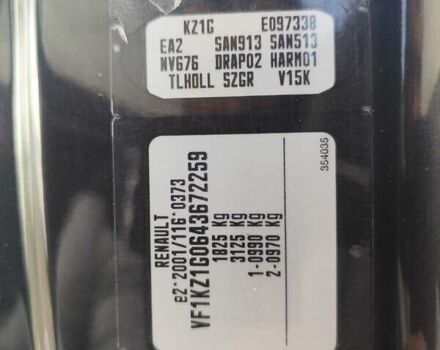 KZ1G E097338
EA2 SAN913 SAN513
NV676 DRAP02 HARM01
TLHOLL SZGR V15K
RENAULT
e2*2001/116*0373
VF1KZ1G0643672259
1825 Kg
3125 Kg
1-0990 Kg
2-0970 Kg
354035